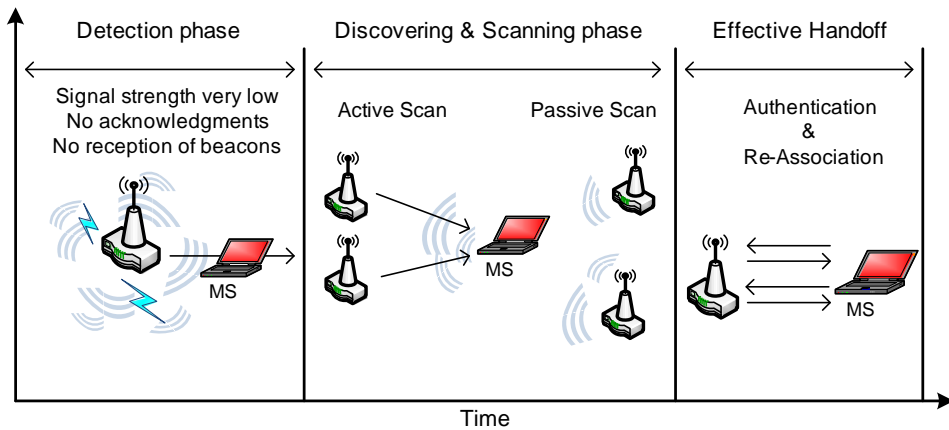 Detection phase
Discovering & Scanning phase
Effective Handoff
Signal strength very low
No acknowledgments
No reception of beacons
Active Scan
Passive Scan
Authentication
&
Re-Association
MS
MS
MS
Time